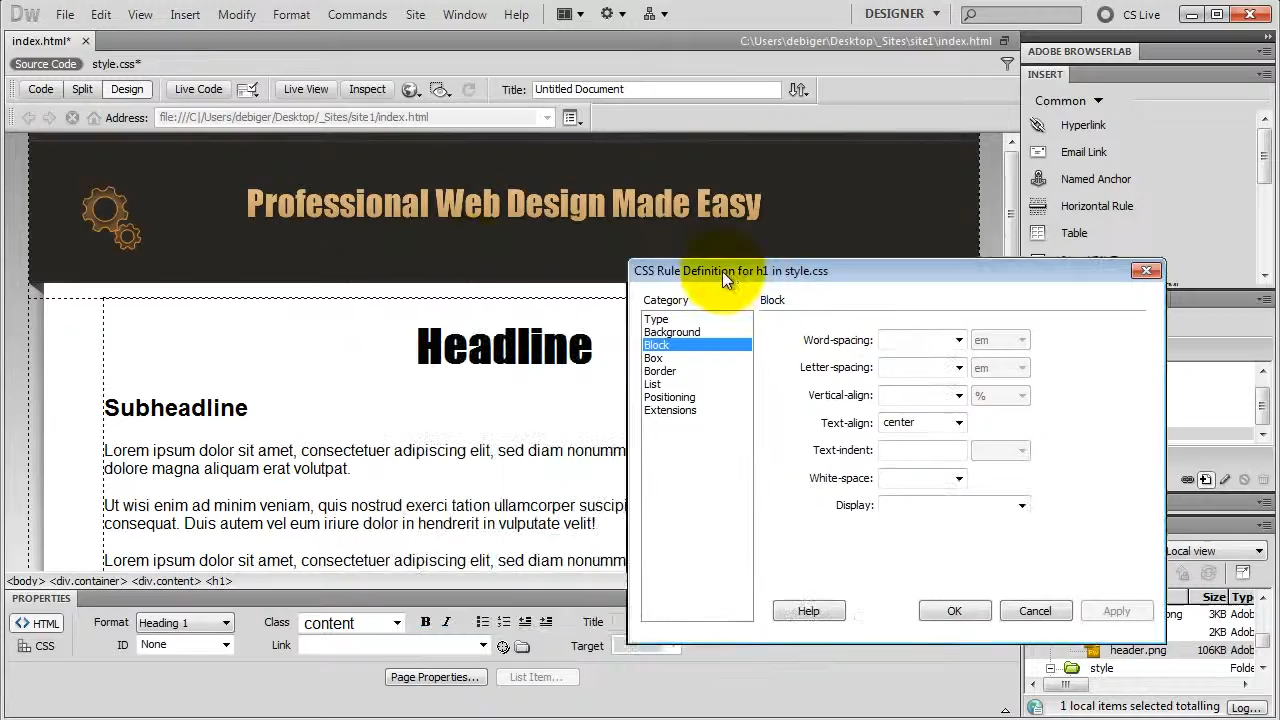 Dw File Edit View Insert Modify Format Commands Site Window Help DESIGNER CS Live
index.html* C:\Users\debiger\Desktop\_Sites\site1\index.html
Source Code style.css*
Code Split Design Live Code Live View Inspect Title: Untitled Document
Address: file:///C|/Users/debiger/Desktop/_Sites/site1/index.html
ADOBE BROWSERLAB
INSERT
Common
Hyperlink
Email Link
Named Anchor
Horizontal Rule
Table
Professional Web Design Made Easy
Headline
Subheadline
Lorem ipsum dolor sit amet, consectetuer adipiscing elit, sed diam nonumm
dolore magna aliquam erat volutpat.
Ut wisi enim ad minim veniam, quis nostrud exerci tation ullamcorper suscipi
consequat. Duis autem vel eum iriure dolor in hendrerit in vulputate velit!
Lorem ipsum dolor sit amet, consectetuer adipiscing elit, sed diam nonumm
CSS Rule Definition for h1 in style.css
Category
Type
Background
Block
Box
Border
List
Positioning
Extensions
Block
Word-spacing: em
Letter-spacing: em
Vertical-align: %
Text-align: center
Text-indent:
White-space:
Display:
Help OK Cancel Apply
<body> <div.container> <div.content> <h1>
PROPERTIES
HTML Format Heading 1 Class content B I Title
CSS ID None Link Target
Page Properties... List Item...
Local view
Size Typ
3KB Adob
2KB Adob
header.png 106KB Adob
style Folde
1 local items selected totalling Log...